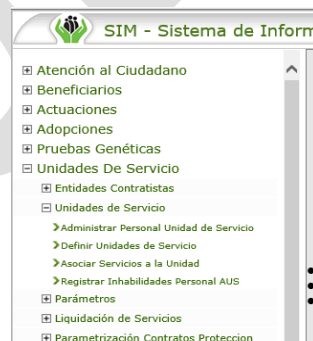 SIM - Sistema de Inform
Atención al Ciudadano
Beneficiarios
Actuaciones
Adopciones
Pruebas Genéticas
Unidades De Servicio
Entidades Contratistas
Unidades de Servicio
Administrar Personal Unidad de Servicio
Definir Unidades de Servicio
Asociar Servicios a la Unidad
Registrar Inhabilidades Personal AUS
Parámetros
Liquidación de Servicios
Parametrización Contratos Proteccion